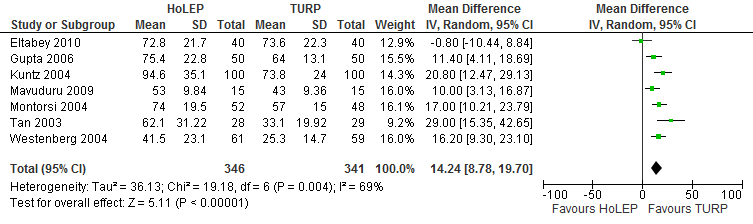 HoLEP TURP Mean Difference Mean Difference
Study or Subgroup Mean SD Total Mean SD Total Weight IV, Random, 95% CI IV, Random, 95% CI
Eltabey 2010 72.8 21.7 40 73.6 22.3 40 12.9% -0.80 [-10.44, 8.84]
Gupta 2006 75.4 22.8 50 64 13.1 50 15.6% 11.40 [4.11, 18.69]
Kuntz 2004 94.6 35.1 100 73.8 24 100 14.4% 20.80 [12.47, 29.13]
Mavuduru 2009 53 9.84 15 43 9.36 15 16.1% 10.00 [3.13, 16.87]
Montorsi 2004 74 19.5 52 57 15 48 16.1% 17.00 [10.21, 23.79]
Tan 2003 62.1 31.22 28 33.1 19.92 29 9.0% 29.00 [15.35, 42.65]
Westenberg 2004 41.5 23.1 61 25.3 14.7 59 16.0% 16.20 [9.30, 23.10]
Total (95% CI) 346 341 100.0% 14.24 [8.78, 19.70]
Heterogeneity: Tau² = 36.13; Chi² = 19.18, df = 6 (P = 0.004); I² = 69%
Test for overall effect: Z = 5.11 (P < 0.00001)
-100 -50 0 50 100
Favours HoLEP Favours TURP